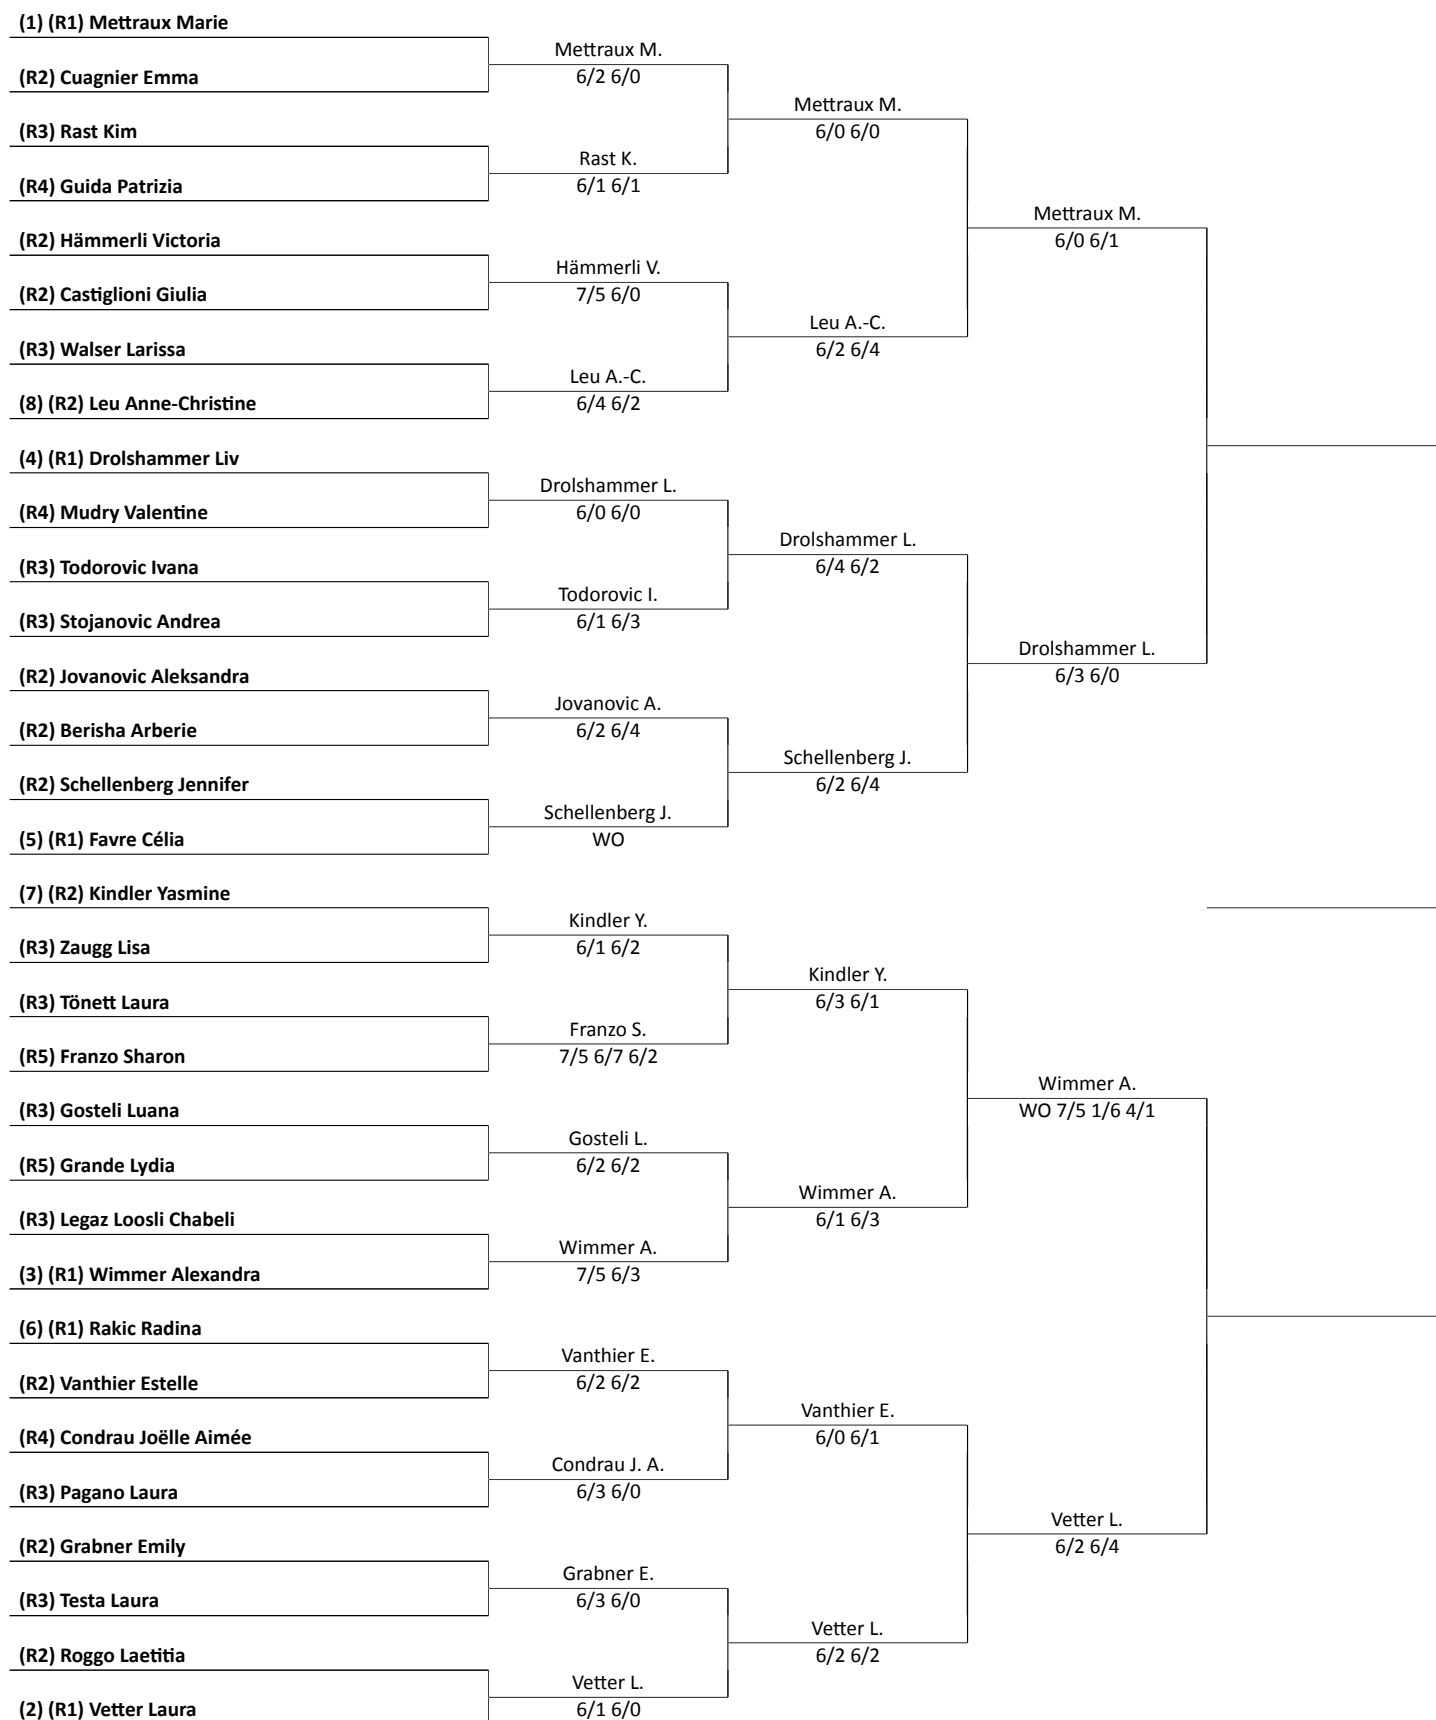 (1) (R1) Mettraux Marie
Mettraux M.
(R2) Cuagnier Emma
6/2 6/0
Mettraux M.
(R3) Rast Kim
6/0 6/0
Rast K.
(R4) Guida Patrizia
6/1 6/1
Mettraux M.
(R2) Hämmerli Victoria
6/0 6/1
Hämmerli V.
(R2) Castiglioni Giulia
7/5 6/0
Leu A.-C.
(R3) Walser Larissa
6/2 6/4
Leu A.-C.
(8) (R2) Leu Anne-Christine
6/4 6/2
(4) (R1) Drolshammer Liv
Drolshammer L.
(R4) Mudry Valentine
6/0 6/0
Drolshammer L.
(R3) Todorovic Ivana
6/4 6/2
Todorovic I.
(R3) Stojanovic Andrea
6/1 6/3
Drolshammer L.
(R2) Jovanovic Aleksandra
6/3 6/0
Jovanovic A.
(R2) Berisha Arberie
6/2 6/4
Schellenberg J.
(R2) Schellenberg Jennifer
6/2 6/4
Schellenberg J.
(5) (R1) Favre Célia
WO
(7) (R2) Kindler Yasmine
Kindler Y.
(R3) Zaugg Lisa
6/1 6/2
Kindler Y.
(R3) Tönett Laura
6/3 6/1
Franzo S.
(R5) Franzo Sharon
7/5 6/7 6/2
Wimmer A.
(R3) Gosteli Luana
WO 7/5 1/6 4/1
Gosteli L.
(R5) Grande Lydia
6/2 6/2
Wimmer A.
(R3) Legaz Loosli Chabeli
6/1 6/3
Wimmer A.
(3) (R1) Wimmer Alexandra
7/5 6/3
(6) (R1) Rakic Radina
Vanthier E.
(R2) Vanthier Estelle
6/2 6/2
Vanthier E.
(R4) Condrau Joëlle Aimée
6/0 6/1
Condrau J. A.
(R3) Pagano Laura
6/3 6/0
Vetter L.
(R2) Grabner Emily
6/2 6/4
Grabner E.
(R3) Testa Laura
6/3 6/0
Vetter L.
(R2) Roggo Laetitia
6/2 6/2
Vetter L.
(2) (R1) Vetter Laura
6/1 6/0